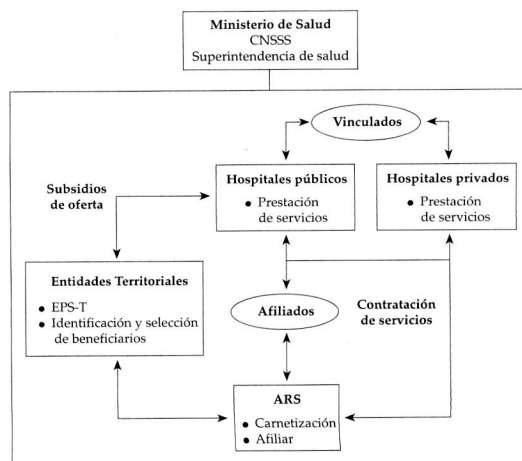 Ministerio de Salud
CNSSS
Superintendencia de salud
Vinculados
Hospitales públicos
● Prestación
de servicios
Hospitales privados
● Prestación
de servicios
Subsidios
de oferta
Entidades Territoriales
● EPS-T
● Identificación y selección
de beneficiarios
Afiliados
Contratación
de servicios
ARS
● Carnetización
● Afiliar